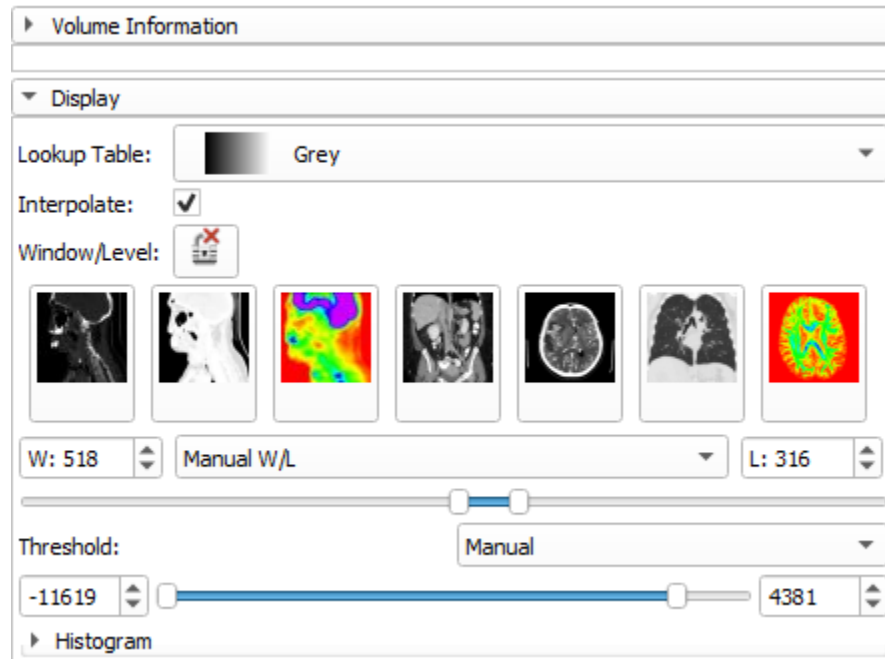 Volume Information
Display
Lookup Table: Grey
Interpolate:
Window/Level:
W: 518 Manual W/L L: 316
Threshold: Manual
-11619 4381
Histogram